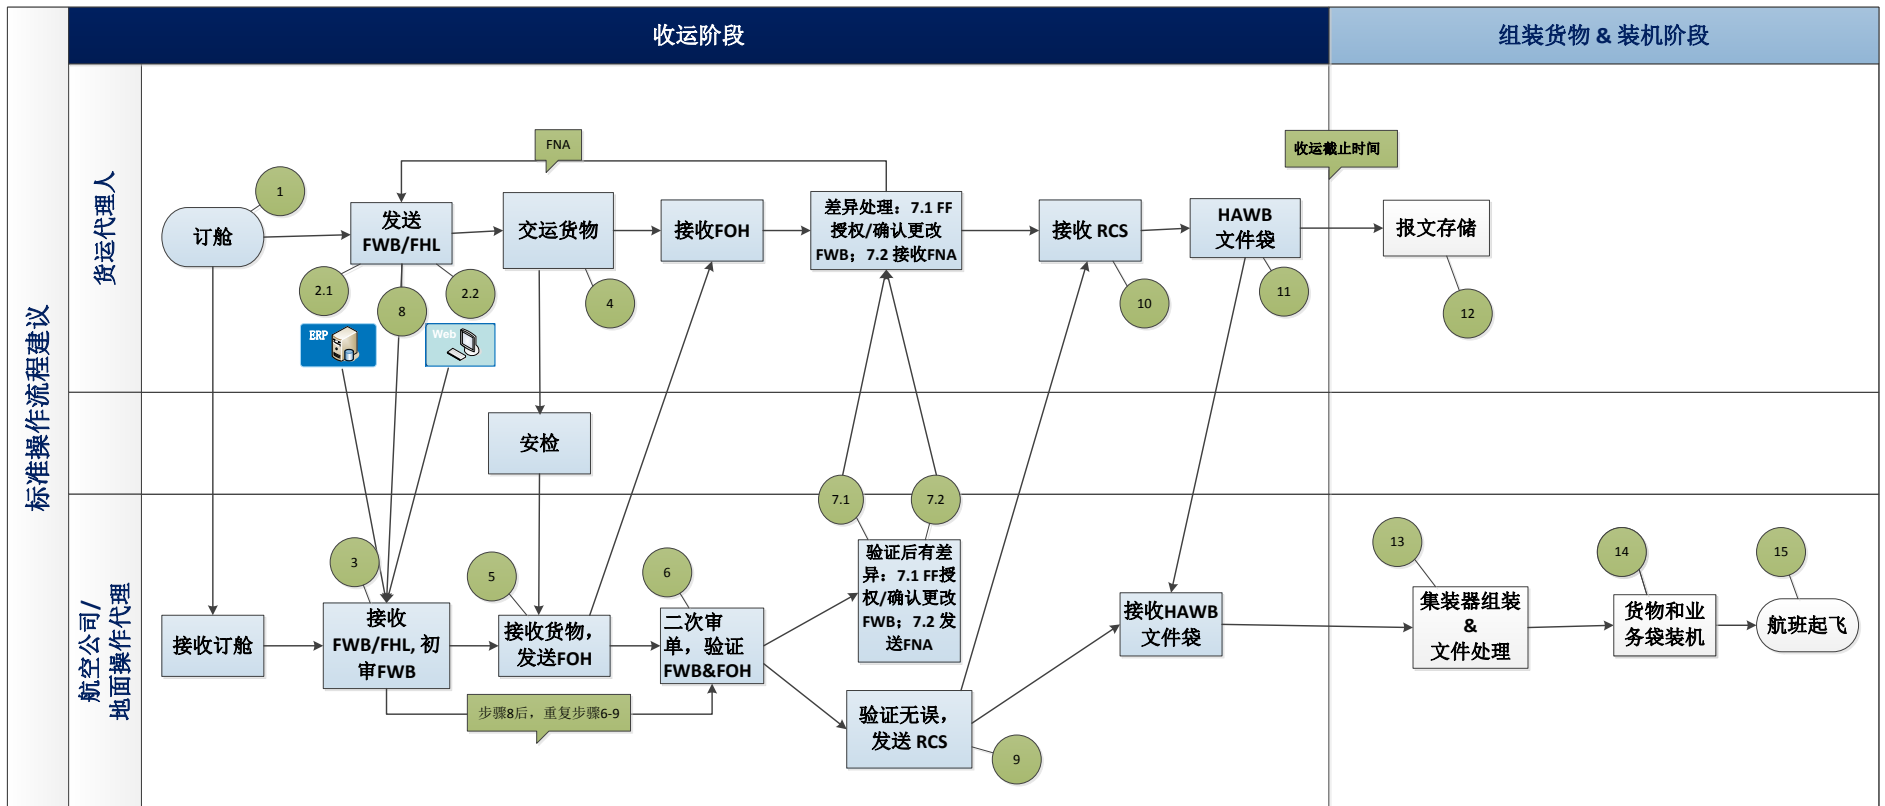 收运阶段
组装货物 & 装机阶段
标准操作流程建议
货运代理人
FNA
收运截止时间
1
订舱
发送
FWB/FHL
交运货物
接收FOH
差异处理：7.1 FF
授权/确认更改
FWB；7.2 接收FNA
接收 RCS
HAWB
文件袋
报文存储
2.1
8
2.2
4
10
11
12
ERP
Web
安检
航空公司/
地面操作代理
7.1
7.2
3
5
6
13
14
15
接收订舱
接收
FWB/FHL, 初
审FWB
接收货物，
发送FOH
二次审
单，验证
FWB&FOH
验证后有差
异：7.1 FF授
权/确认更改
FWB；7.2 发
送FNA
接收HAWB
文件袋
集装器组装
&
文件处理
货物和业
务袋装机
航班起飞
步骤8后，重复步骤6-9
验证无误，
发送 RCS
9